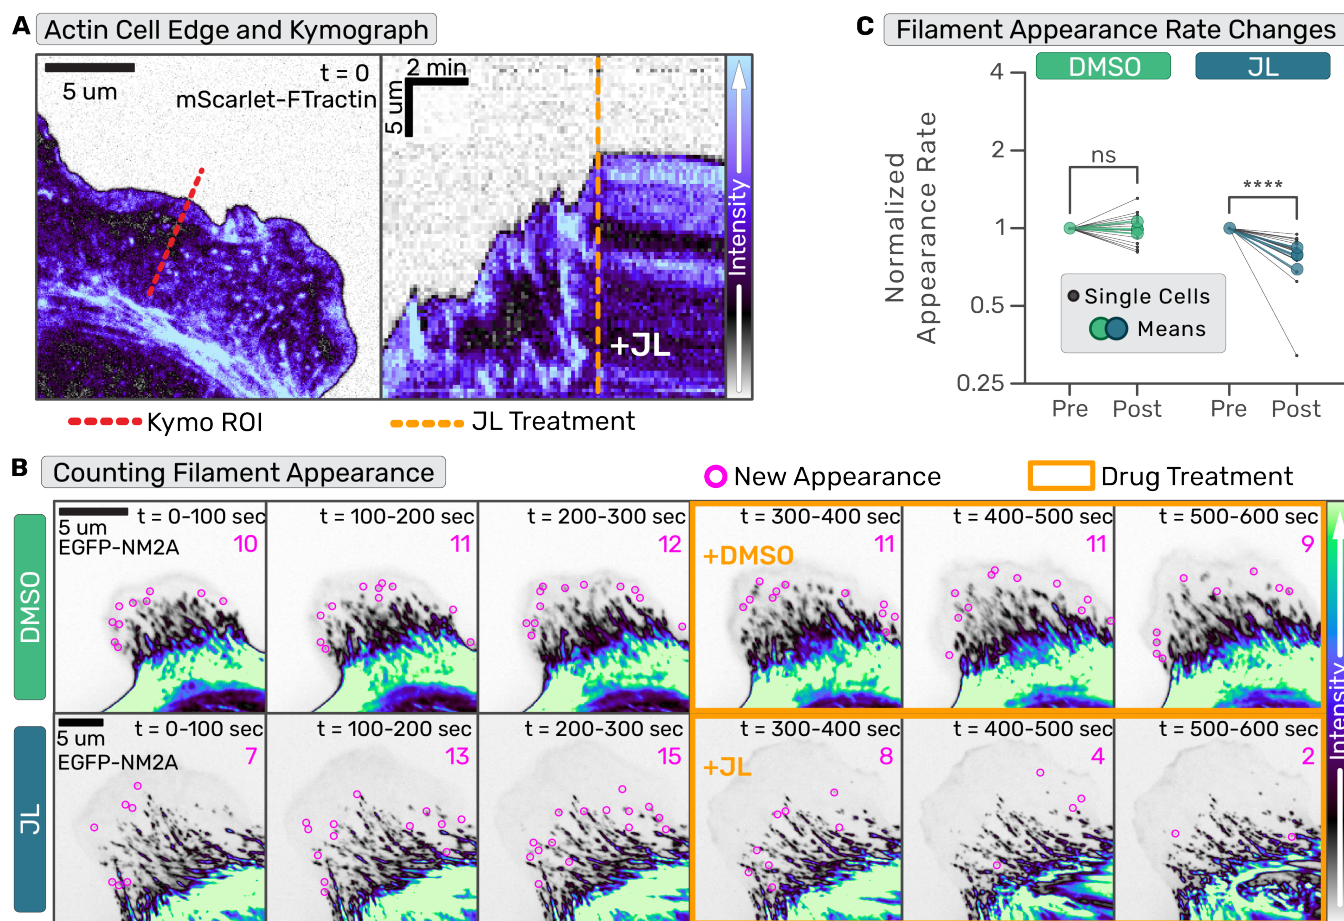 A Actin Cell Edge and Kymograph
5 um
t = 0
mScarlet-FTractin
2 min
5 um
+JL
Intensity
Kymo ROI
JL Treatment
C Filament Appearance Rate Changes
DMSO
JL
Normalized
Appearance Rate
4
2
1
0.5
0.25
ns
****
Single Cells
Means
Pre
Post
Pre
Post
B Counting Filament Appearance
New Appearance
Drug Treatment
DMSO
5 um
t = 0-100 sec
EGFP-NM2A
10
t = 100-200 sec
11
t = 200-300 sec
12
t = 300-400 sec
+DMSO
11
t = 400-500 sec
11
t = 500-600 sec
9
JL
5 um
t = 0-100 sec
EGFP-NM2A
7
t = 100-200 sec
13
t = 200-300 sec
15
t = 300-400 sec
+JL
8
t = 400-500 sec
4
t = 500-600 sec
2
Intensity